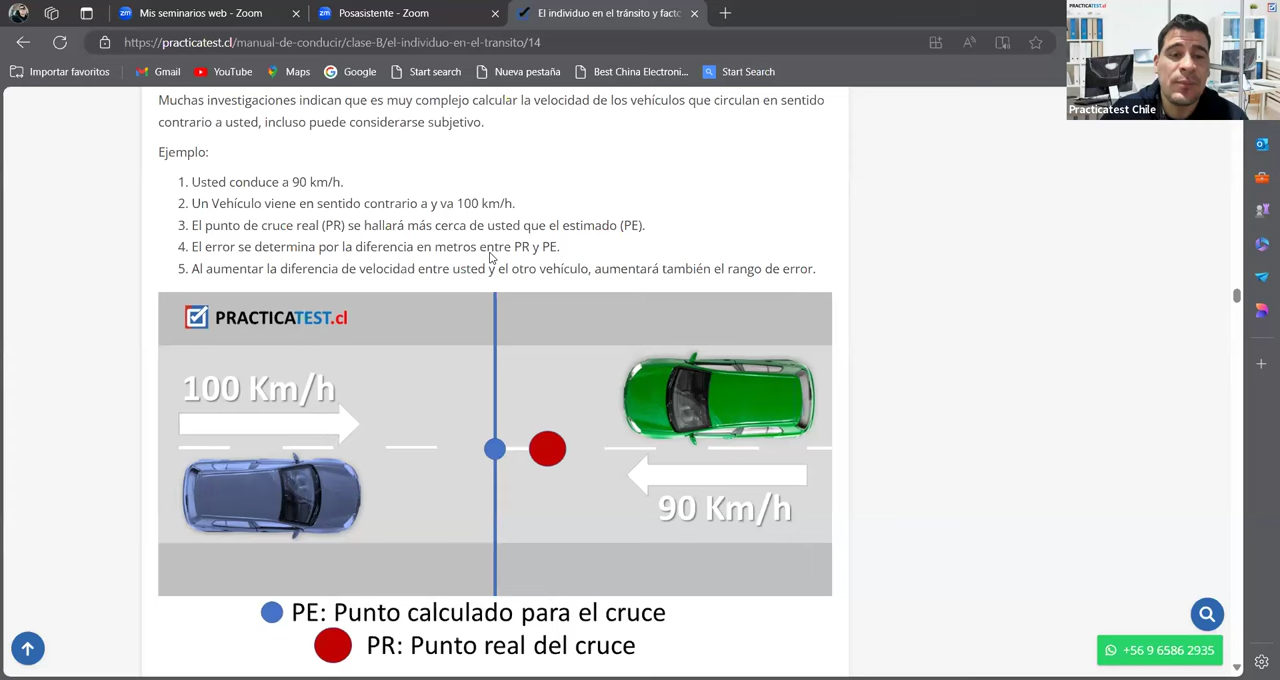 Mis seminarios web - Zoom
Posasistente - Zoom
El individuo en el tránsito y facto
https://practicatest.cl/manual-de-conducir/clase-B/el-individuo-en-el-transito/14
Importar favoritos
Gmail
YouTube
Maps
Google
Start search
Nueva pestaña
Best China Electroni...
Start Search
PRACTICATEST.cl
Practicatest Chile
Muchas investigaciones indican que es muy complejo calcular la velocidad de los vehículos que circulan en sentido
contrario a usted, incluso puede considerarse subjetivo.
Ejemplo:
1. Usted conduce a 90 km/h.
2. Un Vehículo viene en sentido contrario a y va 100 km/h.
3. El punto de cruce real (PR) se hallará más cerca de usted que el estimado (PE).
4. El error se determina por la diferencia en metros entre PR y PE.
5. Al aumentar la diferencia de velocidad entre usted y el otro vehículo, aumentará también el rango de error.
PRACTICATEST.cl
100 Km/h
90 Km/h
PE: Punto calculado para el cruce
PR: Punto real del cruce
+56 9 6586 2935